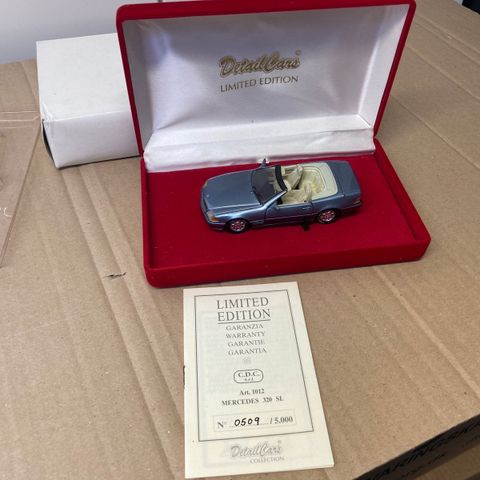 DetailCars
LIMITED EDITION
LIMITED
EDITION
GARANZIA
WARRANTY
GARANTIE
GARANTIA
C.D.C.
s.r.l
Art. 1012
MERCEDES 320 SL
N° 0509 / 5.000
DetailCars
COLLECTION